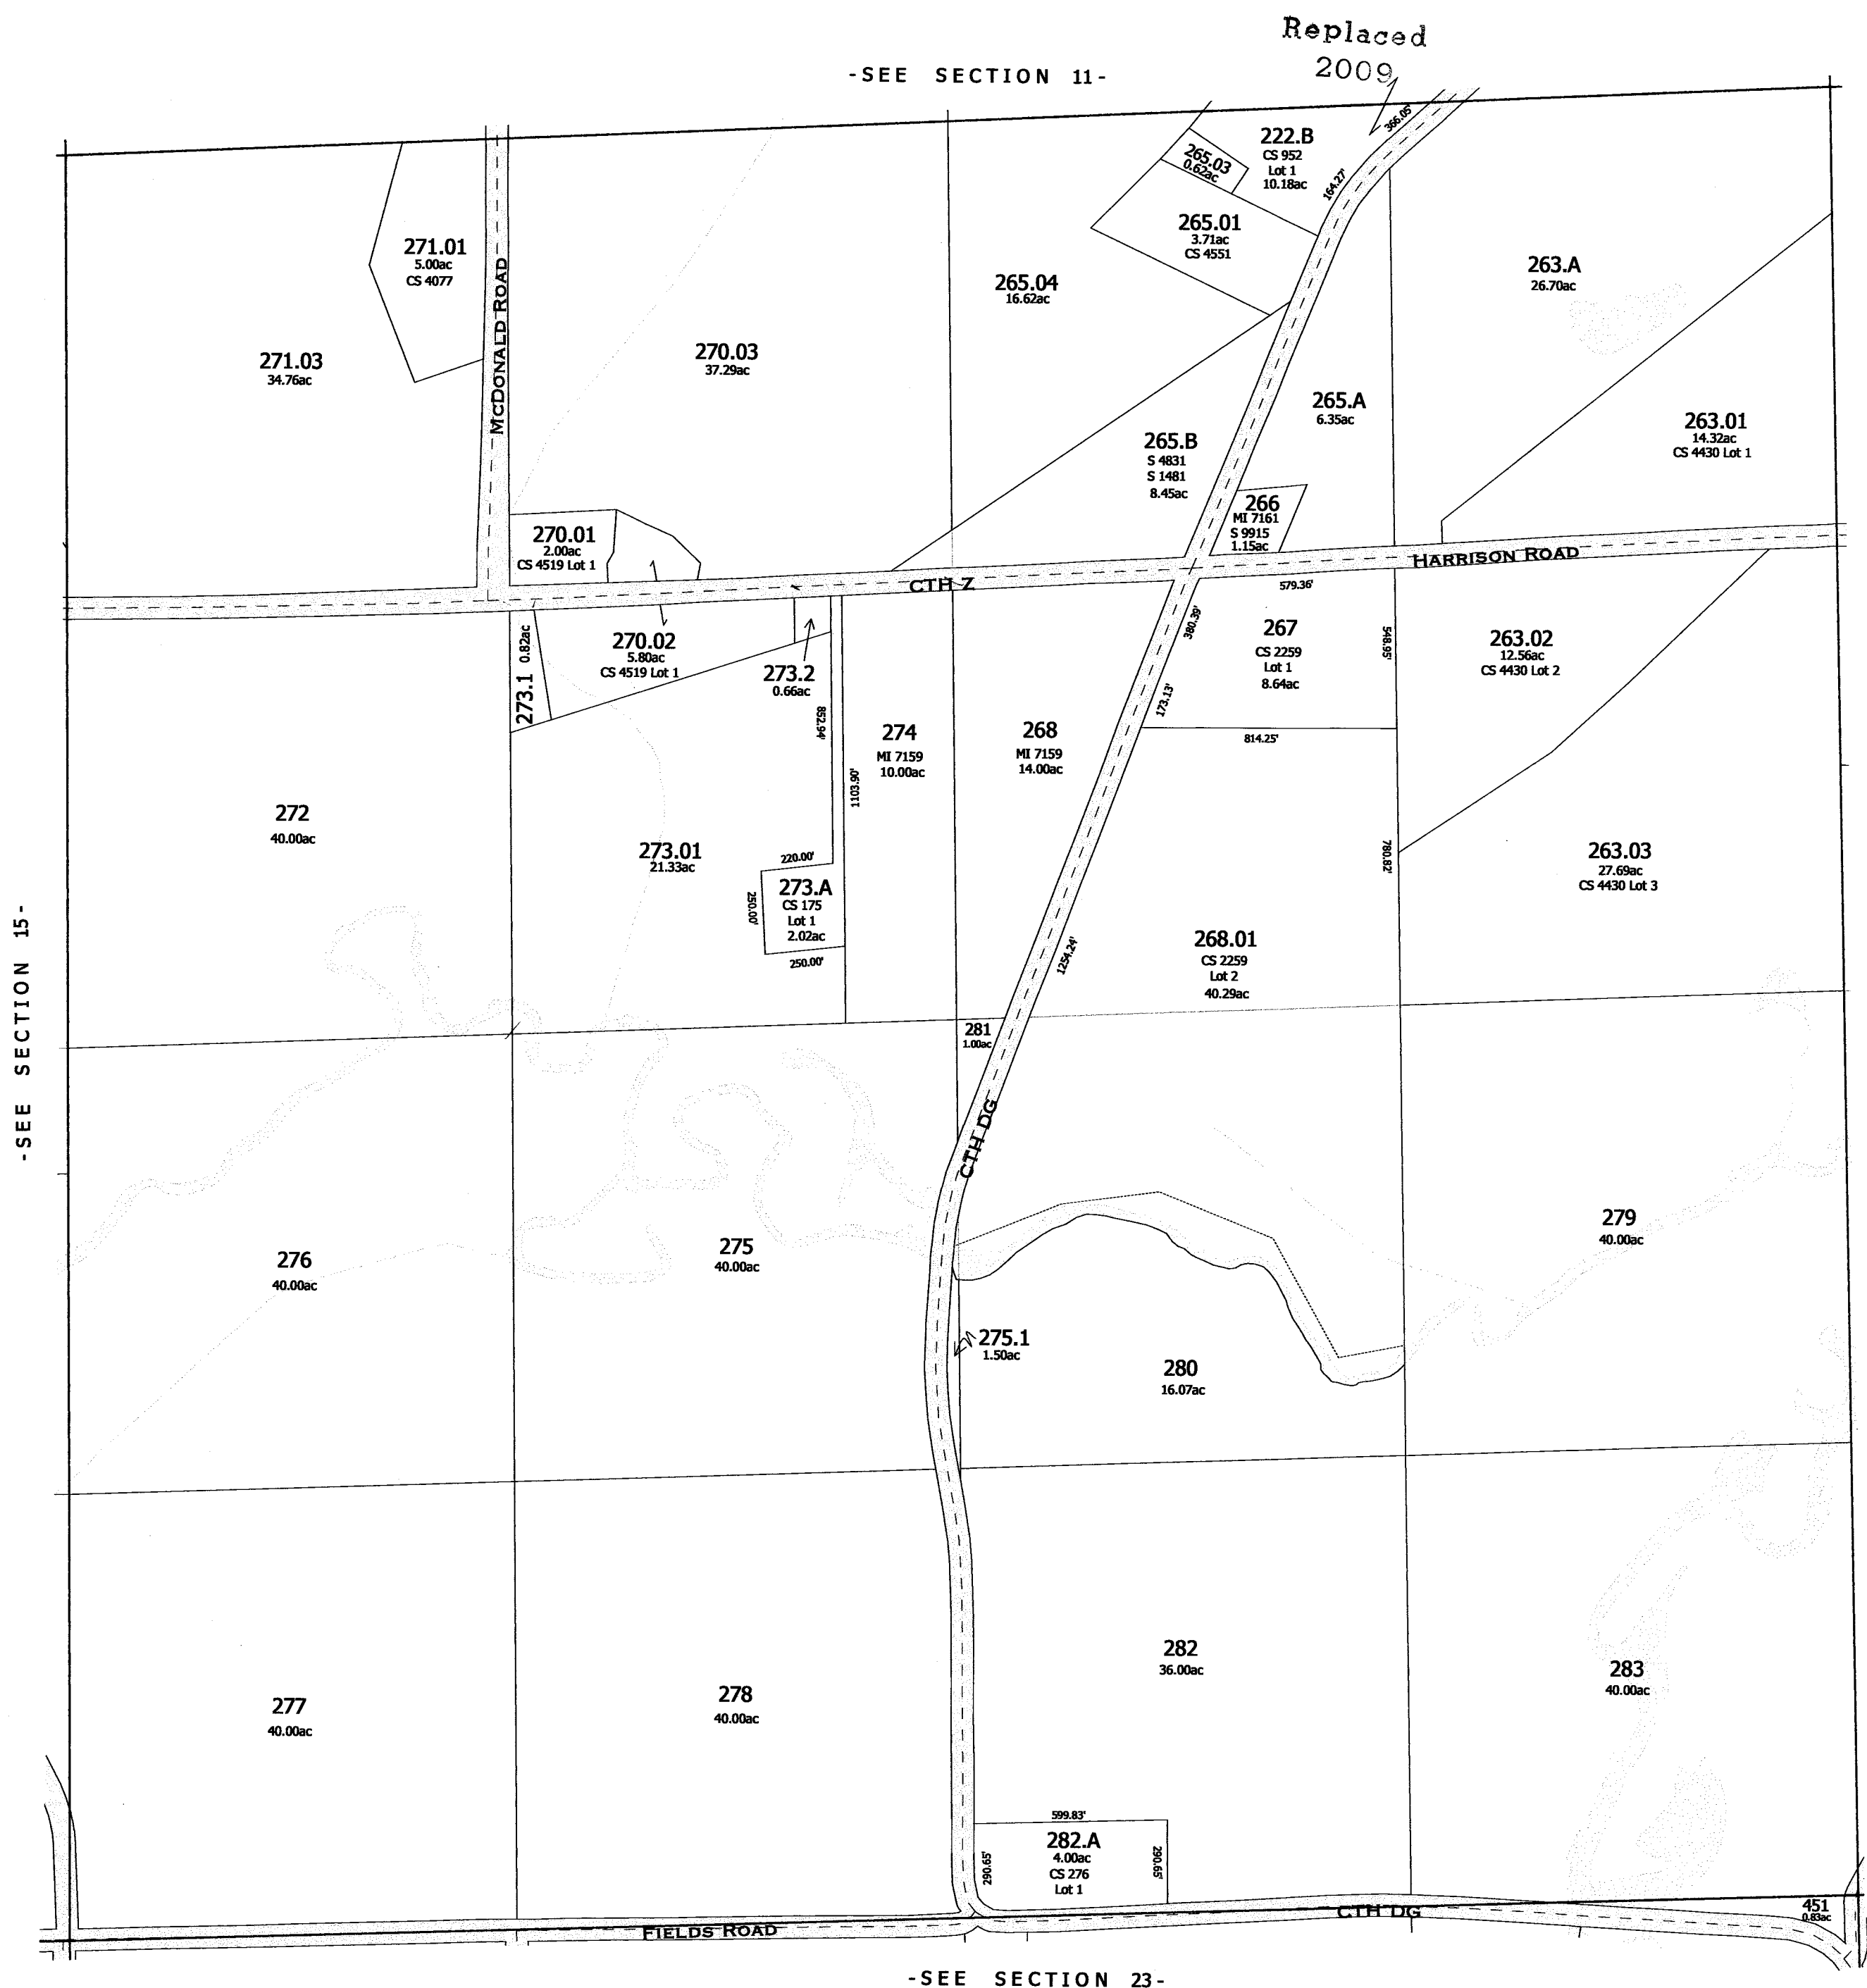 Replaced
2009
-SEE SECTION 11-
366.05'
222.B
CS 952
Lot 1
10.18ac
265.03
0.62ac
164.27'
265.01
3.71ac
CS 4551
271.01
5.00ac
CS 4077
MCDONALD ROAD
265.04
16.62ac
263.A
26.70ac
271.03
34.76ac
270.03
37.29ac
265.A
6.35ac
263.01
14.32ac
CS 4430 Lot 1
265.B
S 4831
S 1481
8.45ac
266
MI 7161
S 9915
1.15ac
270.01
2.00ac
CS 4519 Lot 1
HARRISON ROAD
CTH Z
579.36'
380.39'
267
CS 2259
Lot 1
8.64ac
548.95'
263.02
12.56ac
CS 4430 Lot 2
273.1 0.82ac
270.02
5.80ac
CS 4519 Lot 1
273.2
0.66ac
173.13'
852.94'
274
MI 7159
10.00ac
268
MI 7159
14.00ac
814.25'
1103.90'
272
40.00ac
273.01
21.33ac
220.00'
780.82'
263.03
27.69ac
CS 4430 Lot 3
273.A
CS 175
Lot 1
2.02ac
250.00'
250.00'
1254.24'
268.01
CS 2259
Lot 2
40.29ac
-SEE SECTION 15-
281
1.00ac
CTH DG
276
40.00ac
275
40.00ac
279
40.00ac
275.1
1.50ac
280
16.07ac
282
36.00ac
283
40.00ac
277
40.00ac
278
40.00ac
599.83'
282.A
4.00ac
CS 276
Lot 1
290.65'
290.65'
451
0.83ac
FIELDS ROAD
CTH DG
-SEE SECTION 23-